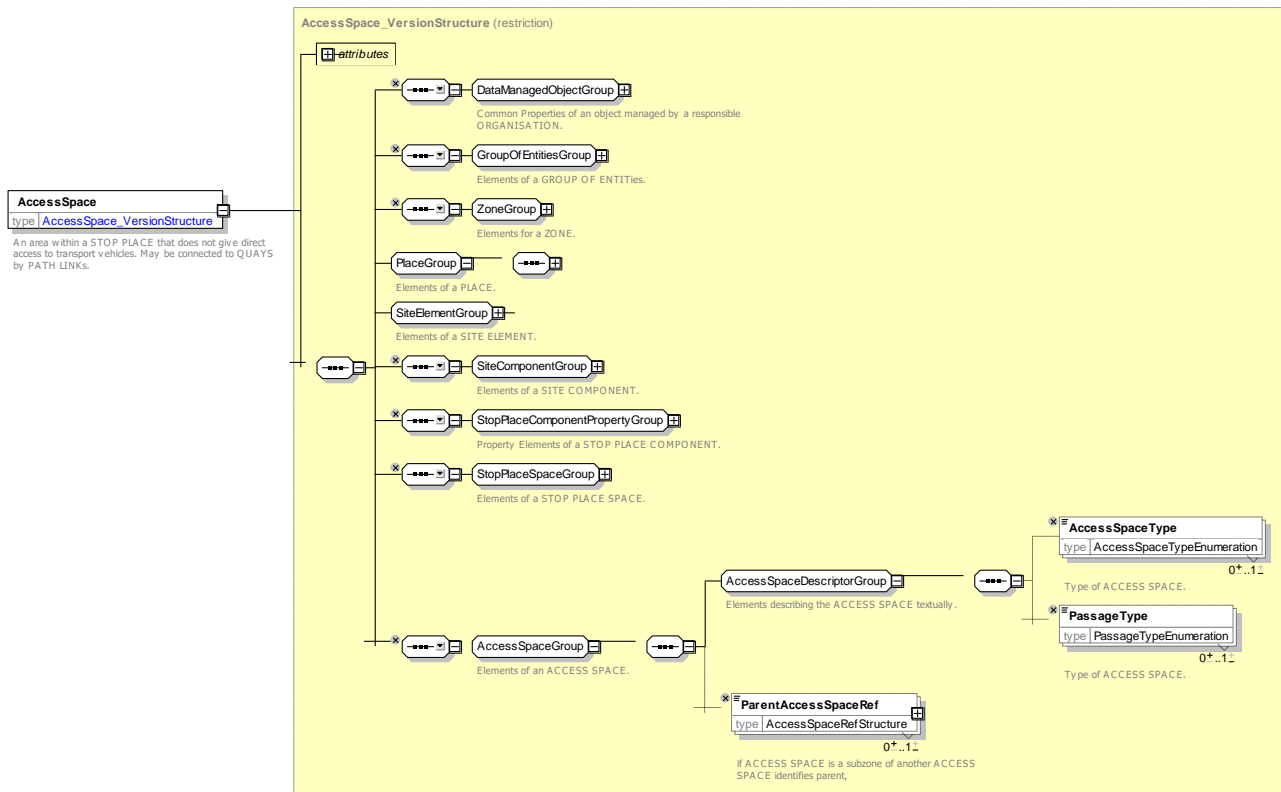 AccessSpace_VersionStructure (restriction)
attributes
DataManagedObjectGroup
Common Properties of an object managed by a responsible
ORGANISATION.
GroupOfEntitiesGroup
Elements of a GROUP OF ENTITies.
AccessSpace
type AccessSpace_VersionStructure
An area within a STOP PLACE that does not give direct
access to transport vehicles. May be connected to QUAYS
by PATH LINKs.
ZoneGroup
Elements for a ZONE.
PlaceGroup
Elements of a PLACE.
SiteElementGroup
Elements of a SITE ELEMENT.
SiteComponentGroup
Elements of a SITE COMPONENT.
StopPlaceComponentPropertyGroup
Property Elements of a STOP PLACE COMPONENT.
StopPlaceSpaceGroup
Elements of a STOP PLACE SPACE.
AccessSpaceType
type AccessSpaceTypeEnumeration
0..1
Type of ACCESS SPACE.
AccessSpaceDescriptorGroup
Elements describing the ACCESS SPACE textually.
PassageType
type PassageTypeEnumeration
0..1
Type of ACCESS SPACE.
AccessSpaceGroup
Elements of an ACCESS SPACE.
ParentAccessSpaceRef
type AccessSpaceRefStructure
0..1
if ACCESS SPACE is a subzone of another ACCESS
SPACE identifies parent,